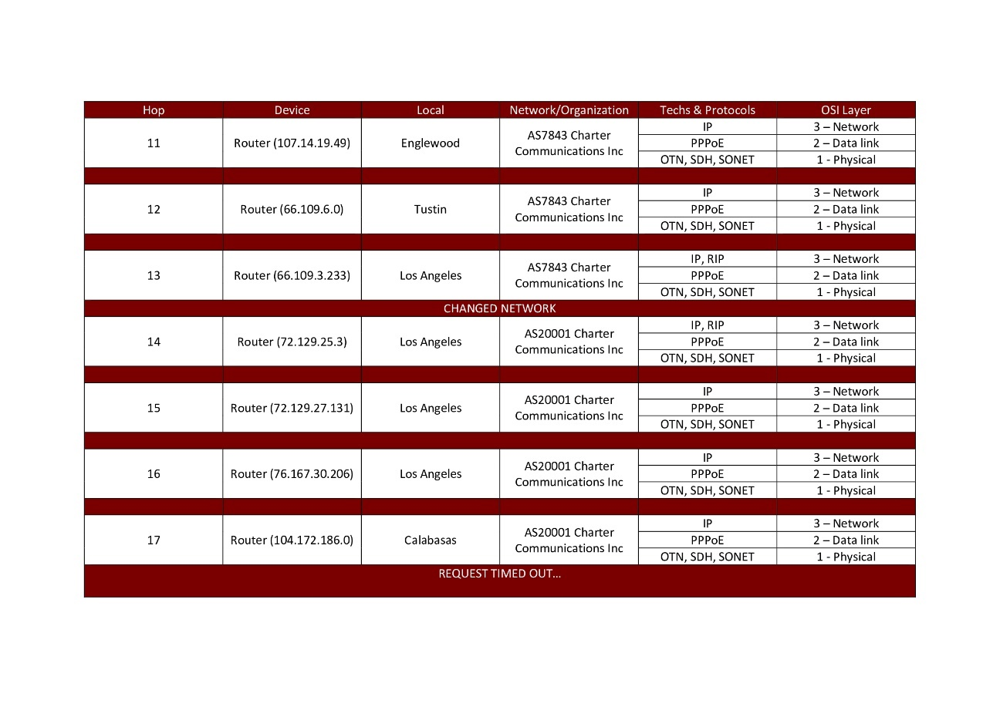 Hop Device Local Network/Organization Techs & Protocols OSI Layer
11 Router (107.14.19.49) Englewood AS7843 Charter
Communications Inc
IP 3 – Network
PPPoE 2 – Data link
OTN, SDH, SONET 1 - Physical
12 Router (66.109.6.0) Tustin AS7843 Charter
Communications Inc
IP 3 – Network
PPPoE 2 – Data link
OTN, SDH, SONET 1 - Physical
13 Router (66.109.3.233) Los Angeles AS7843 Charter
Communications Inc
IP, RIP 3 – Network
PPPoE 2 – Data link
OTN, SDH, SONET 1 - Physical
CHANGED NETWORK
14 Router (72.129.25.3) Los Angeles AS20001 Charter
Communications Inc
IP, RIP 3 – Network
PPPoE 2 – Data link
OTN, SDH, SONET 1 - Physical
15 Router (72.129.27.131) Los Angeles AS20001 Charter
Communications Inc
IP 3 – Network
PPPoE 2 – Data link
OTN, SDH, SONET 1 - Physical
16 Router (76.167.30.206) Los Angeles AS20001 Charter
Communications Inc
IP 3 – Network
PPPoE 2 – Data link
OTN, SDH, SONET 1 - Physical
17 Router (104.172.186.0) Calabasas AS20001 Charter
Communications Inc
IP 3 – Network
PPPoE 2 – Data link
OTN, SDH, SONET 1 - Physical
REQUEST TIMED OUT...